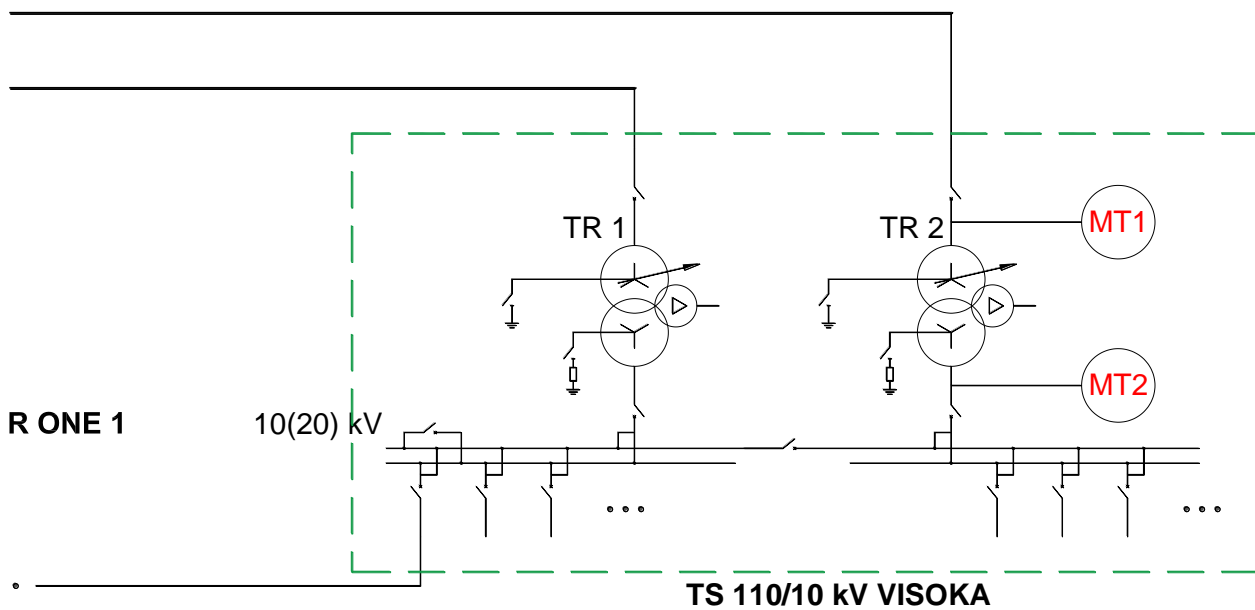 TR 1
TR 2
MT1
MT2
R ONE 1
10(20) kV
TS 110/10 kV VISOKA